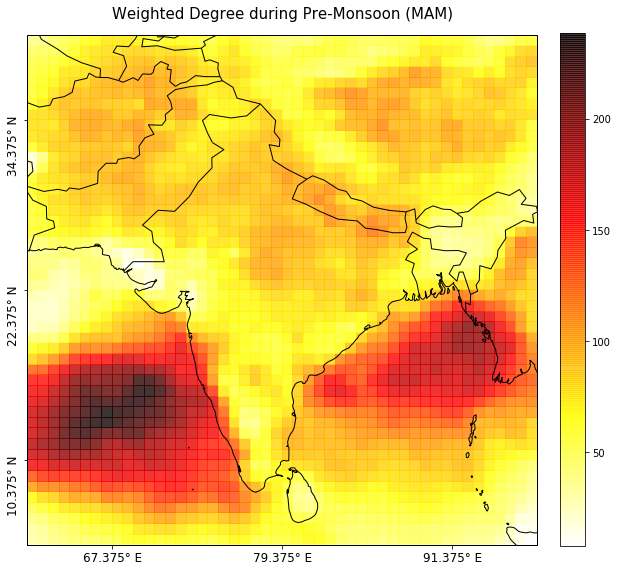 Weighted Degree during Pre-Monsoon (MAM)
34.375° N
22.375° N
10.375° N
67.375° E
79.375° E
91.375° E
200
150
100
50